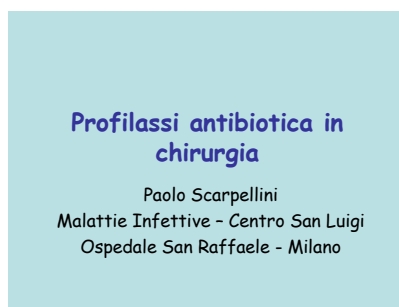 Profilassi antibiotica in
chirurgia
Paolo Scarpellini
Malattie Infettive – Centro San Luigi
Ospedale San Raffaele - Milano